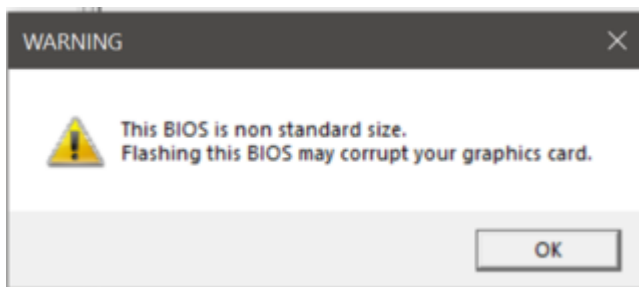 WARNING
This BIOS is non standard size.
Flashing this BIOS may corrupt your graphics card.
OK